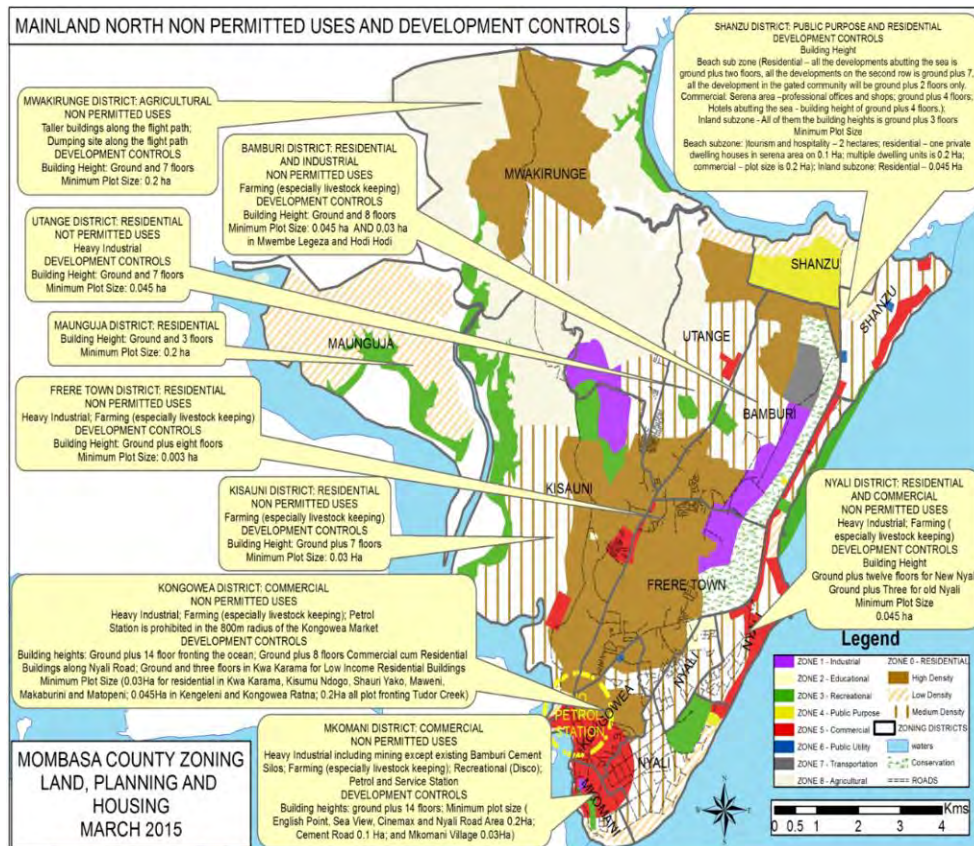 MAINLAND NORTH NON PERMITTED USES AND DEVELOPMENT CONTROLS
SHANZU DISTRICT: PUBLIC PURPOSE AND RESIDENTIAL
DEVELOPMENT CONTROLS
Building Height
Beach sub zone (Residential – all the developments abutting the sea is
ground plus two floors, all the developments on the second row is ground plus 7,
all the development in the gated community will be ground plus 2 floors only.
Commercial: Serena area –professional offices and shops; ground plus 4 floors;
Hotels abutting the sea - building height of ground plus 4 floors.);
Inland subzone - All of them the building heights is ground plus 3 floors
Minimum Plot Size
Beach subzone: )tourism and hospitality – 2 hectares; residential – one private
dwelling houses in serena area on 0.1 Ha; multiple dwelling units is 0.2 Ha;
commercial – plot size is 0.2 Ha); Inland subzone: Residential – 0.045 Ha
MWAKIRUNGE DISTRICT: AGRICULTURAL
NON PERMITTED USES
Taller buildings along the flight path;
Dumping site along the flight path
DEVELOPMENT CONTROLS
Building Height: Ground and 7 floors
Minimum Plot Size: 0.2 ha
BAMBURI DISTRICT: RESIDENTIAL
AND INDUSTRIAL
NON PERMITTED USES
Farming (especially livestock keeping)
DEVELOPMENT CONTROLS
Building Height: Ground and 8 floors
Minimum Plot Size: 0.045 ha AND 0.03 ha
in Mwembe Legeza and Hodi Hodi
UTANGE DISTRICT: RESIDENTIAL
NOT PERMITTED USES
Heavy Industrial
DEVELOPMENT CONTROLS
Building Height: Ground and 7 floors
Minimum Plot Size: 0.045 ha
MAUNGUJA DISTRICT: RESIDENTIAL
Building Height: Ground and 3 floors
Minimum Plot Size: 0.2 ha
FRERE TOWN DISTRICT: RESIDENTIAL
NON PERMITTED USES
Heavy Industrial; Farming (especially livestock keeping)
DEVELOPMENT CONTROLS
Building Height: Ground plus eight floors
Minimum Plot Size: 0.003 ha
KISAUNI DISTRICT: RESIDENTIAL
NON PERMITTED USES
Farming (especially livestock keeping)
DEVELOPMENT CONTROLS
Building Height: Ground plus 7 floors
Minimum Plot Size: 0.03 Ha
NYALI DISTRICT: RESIDENTIAL
AND COMMERCIAL
NON PERMITTED USES
Heavy Industrial; Farming (
especially livestock keeping)
DEVELOPMENT CONTROLS
Building Height
Ground plus twelve floors for New Nyali
Ground plus Three for old Nyali
Minimum Plot Size
0.045 ha
KONGOWEA DISTRICT: COMMERCIAL
NON PERMITTED USES
Heavy Industrial; Farming (especially livestock keeping); Petrol
Station is prohibited in the 800m radius of the Kongowea Market
DEVELOPMENT CONTROLS
Building heights: Ground plus 14 floor fronting the ocean; Ground plus 8 floors Commercial cum Residential
Buildings along Nyali Road; Ground and three floors in Kwa Karama for Low Income Residential Buildings
Minimum Plot Size (0.03Ha for residential in Kwa Karama, Kisumu Ndogo, Shauri Yako, Maweni,
Makaburini and Matopeni; 0.045Ha in Kengeleni and Kongowea Ratna; 0.2Ha all plot fronting Tudor Creek)
MKOMANI DISTRICT: COMMERCIAL
NON PERMITTED USES
Heavy Industrial including mining except existing Bamburi Cement
Silos; Farming (especially livestock keeping); Recreational (Disco);
Petrol and Service Station
DEVELOPMENT CONTROLS
Building heights: ground plus 14 floors; Minimum plot size (
English Point, Sea View, Cinemax and Nyali Road Area 0.2Ha;
Cement Road 0.1 Ha; and Mkomani Village 0.03Ha)
MWAKIRUNGE
SHANZU
SHANZU
UTANGE
MAUNGUJA
BAMBURI
KISAUNI
FRERE TOWN
NYALI
NYALI
KONGOWEA
PETROL
STATION
NYALI
MKOMANI
MOMBASA COUNTY ZONING
LAND, PLANNING AND
HOUSING
MARCH 2015
Legend
ZONE 1 - Industrial
ZONE 2 - Educational
ZONE 3 - Recreational
ZONE 4 - Public Purpose
ZONE 5 - Commercial
ZONE 6 - Public Utility
ZONE 7 - Transportation
ZONE 8 - Agricultural
ZONE 0 - RESIDENTIAL
High Density
Low Density
Medium Density
ZONING DISTRICTS
waters
Conservation
ROADS
N
E
S
W
Kms
0 0.5 1 2 3 4